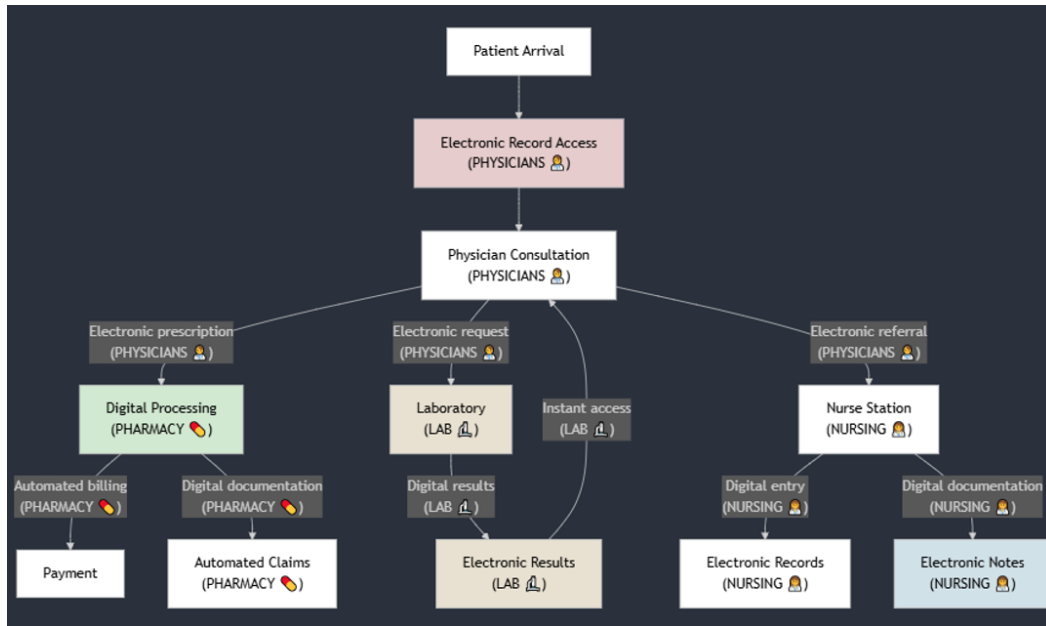 Patient Arrival
Electronic Record Access
(PHYSICIANS 👩‍⚕️)
Physician Consultation
(PHYSICIANS 👩‍⚕️)
Electronic prescription
(PHYSICIANS 👩‍⚕️)
Electronic request
(PHYSICIANS 👩‍⚕️)
Electronic referral
(PHYSICIANS 👩‍⚕️)
Digital Processing
(PHARMACY 💊)
Laboratory
(LAB 🔬)
Instant access
(LAB 🔬)
Nurse Station
(NURSING 👩‍⚕️)
Automated billing
(PHARMACY 💊)
Digital documentation
(PHARMACY 💊)
Digital results
(LAB 🔬)
Digital entry
(NURSING 👩‍⚕️)
Digital documentation
(NURSING 👩‍⚕️)
Payment
Automated Claims
(PHARMACY 💊)
Electronic Results
(LAB 🔬)
Electronic Records
(NURSING 👩‍⚕️)
Electronic Notes
(NURSING 👩‍⚕️)